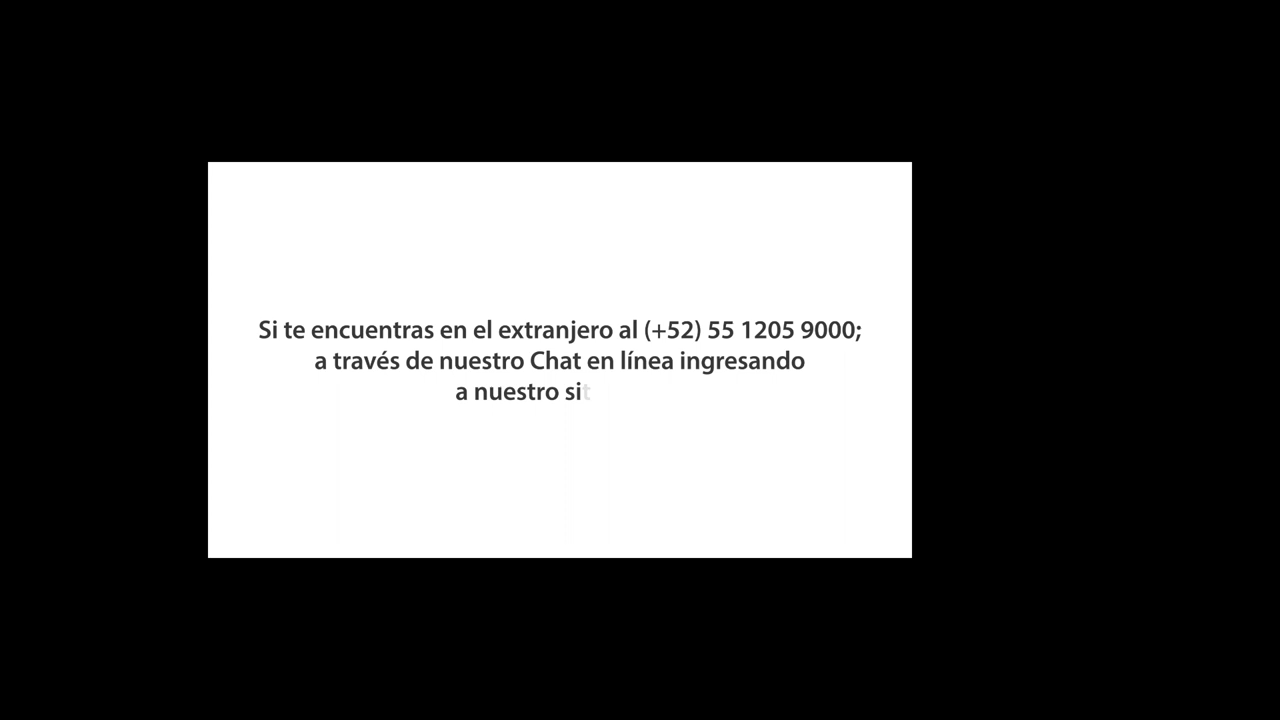 Si te encuentras en el extranjero al (+52) 55 1205 9000;
a través de nuestro Chat en línea ingresando
a nuestro sit